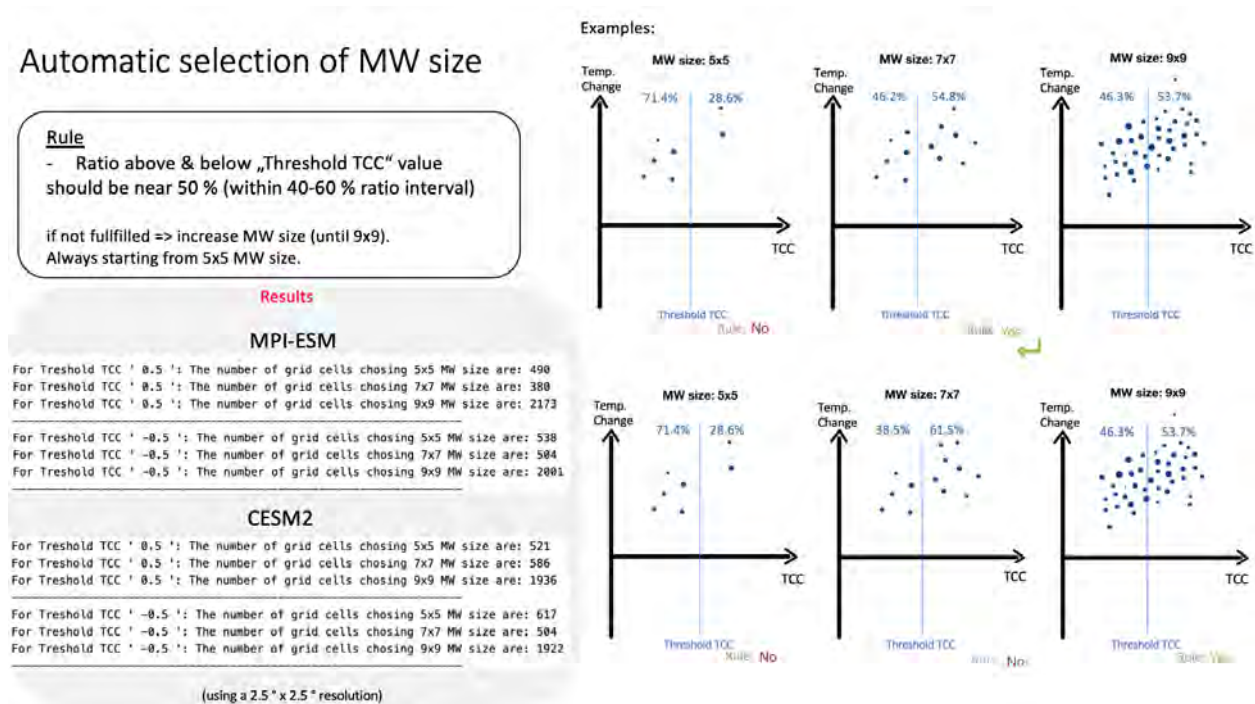 Automatic selection of MW size
Rule
- Ratio above & below „Threshold TCC“ value
should be near 50 % (within 40-60 % ratio interval)
if not fullfilled => increase MW size (until 9x9).
Always starting from 5x5 MW size.
Results
MPI-ESM
For Treshold TCC ' 0.5 ': The number of grid cells chosing 5x5 MW size are: 490
For Treshold TCC ' 0.5 ': The number of grid cells chosing 7x7 MW size are: 380
For Treshold TCC ' 0.5 ': The number of grid cells chosing 9x9 MW size are: 2173
For Treshold TCC ' -0.5 ': The number of grid cells chosing 5x5 MW size are: 538
For Treshold TCC ' -0.5 ': The number of grid cells chosing 7x7 MW size are: 504
For Treshold TCC ' -0.5 ': The number of grid cells chosing 9x9 MW size are: 2001
CESM2
For Treshold TCC ' 0.5 ': The number of grid cells chosing 5x5 MW size are: 521
For Treshold TCC ' 0.5 ': The number of grid cells chosing 7x7 MW size are: 586
For Treshold TCC ' 0.5 ': The number of grid cells chosing 9x9 MW size are: 1936
For Treshold TCC ' -0.5 ': The number of grid cells chosing 5x5 MW size are: 617
For Treshold TCC ' -0.5 ': The number of grid cells chosing 7x7 MW size are: 504
For Treshold TCC ' -0.5 ': The number of grid cells chosing 9x9 MW size are: 1922
(using a 2.5 ° x 2.5 ° resolution)
Examples:
MW size: 5x5
Temp.
Change
71.4% 28.6%
TCC
Threshold TCC
Rule: No
MW size: 7x7
Temp.
Change
46.2% 54.8%
TCC
Threshold TCC
Rule: Yes
MW size: 9x9
Temp.
Change
46.3% 53.7%
TCC
Threshold TCC
MW size: 5x5
Temp.
Change
71.4% 28.6%
TCC
Threshold TCC
Rule: No
MW size: 7x7
Temp.
Change
38.5% 61.5%
TCC
Threshold TCC
Rule: No
MW size: 9x9
Temp.
Change
46.3% 53.7%
TCC
Threshold TCC
Rule: Yes